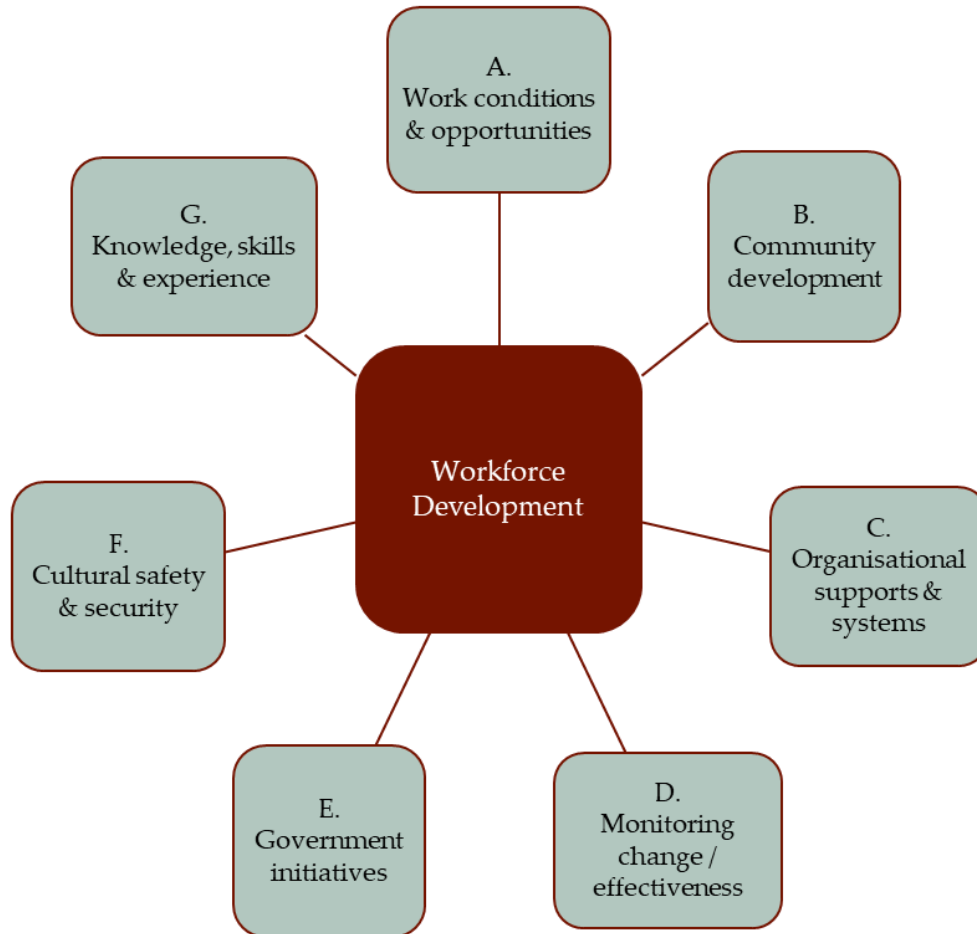 A.
Work conditions
& opportunities
B.
Community
development
C.
Organisational
supports &
systems
D.
Monitoring
change /
effectiveness
E.
Government
initiatives
F.
Cultural safety
& security
G.
Knowledge, skills
& experience
Workforce
Development